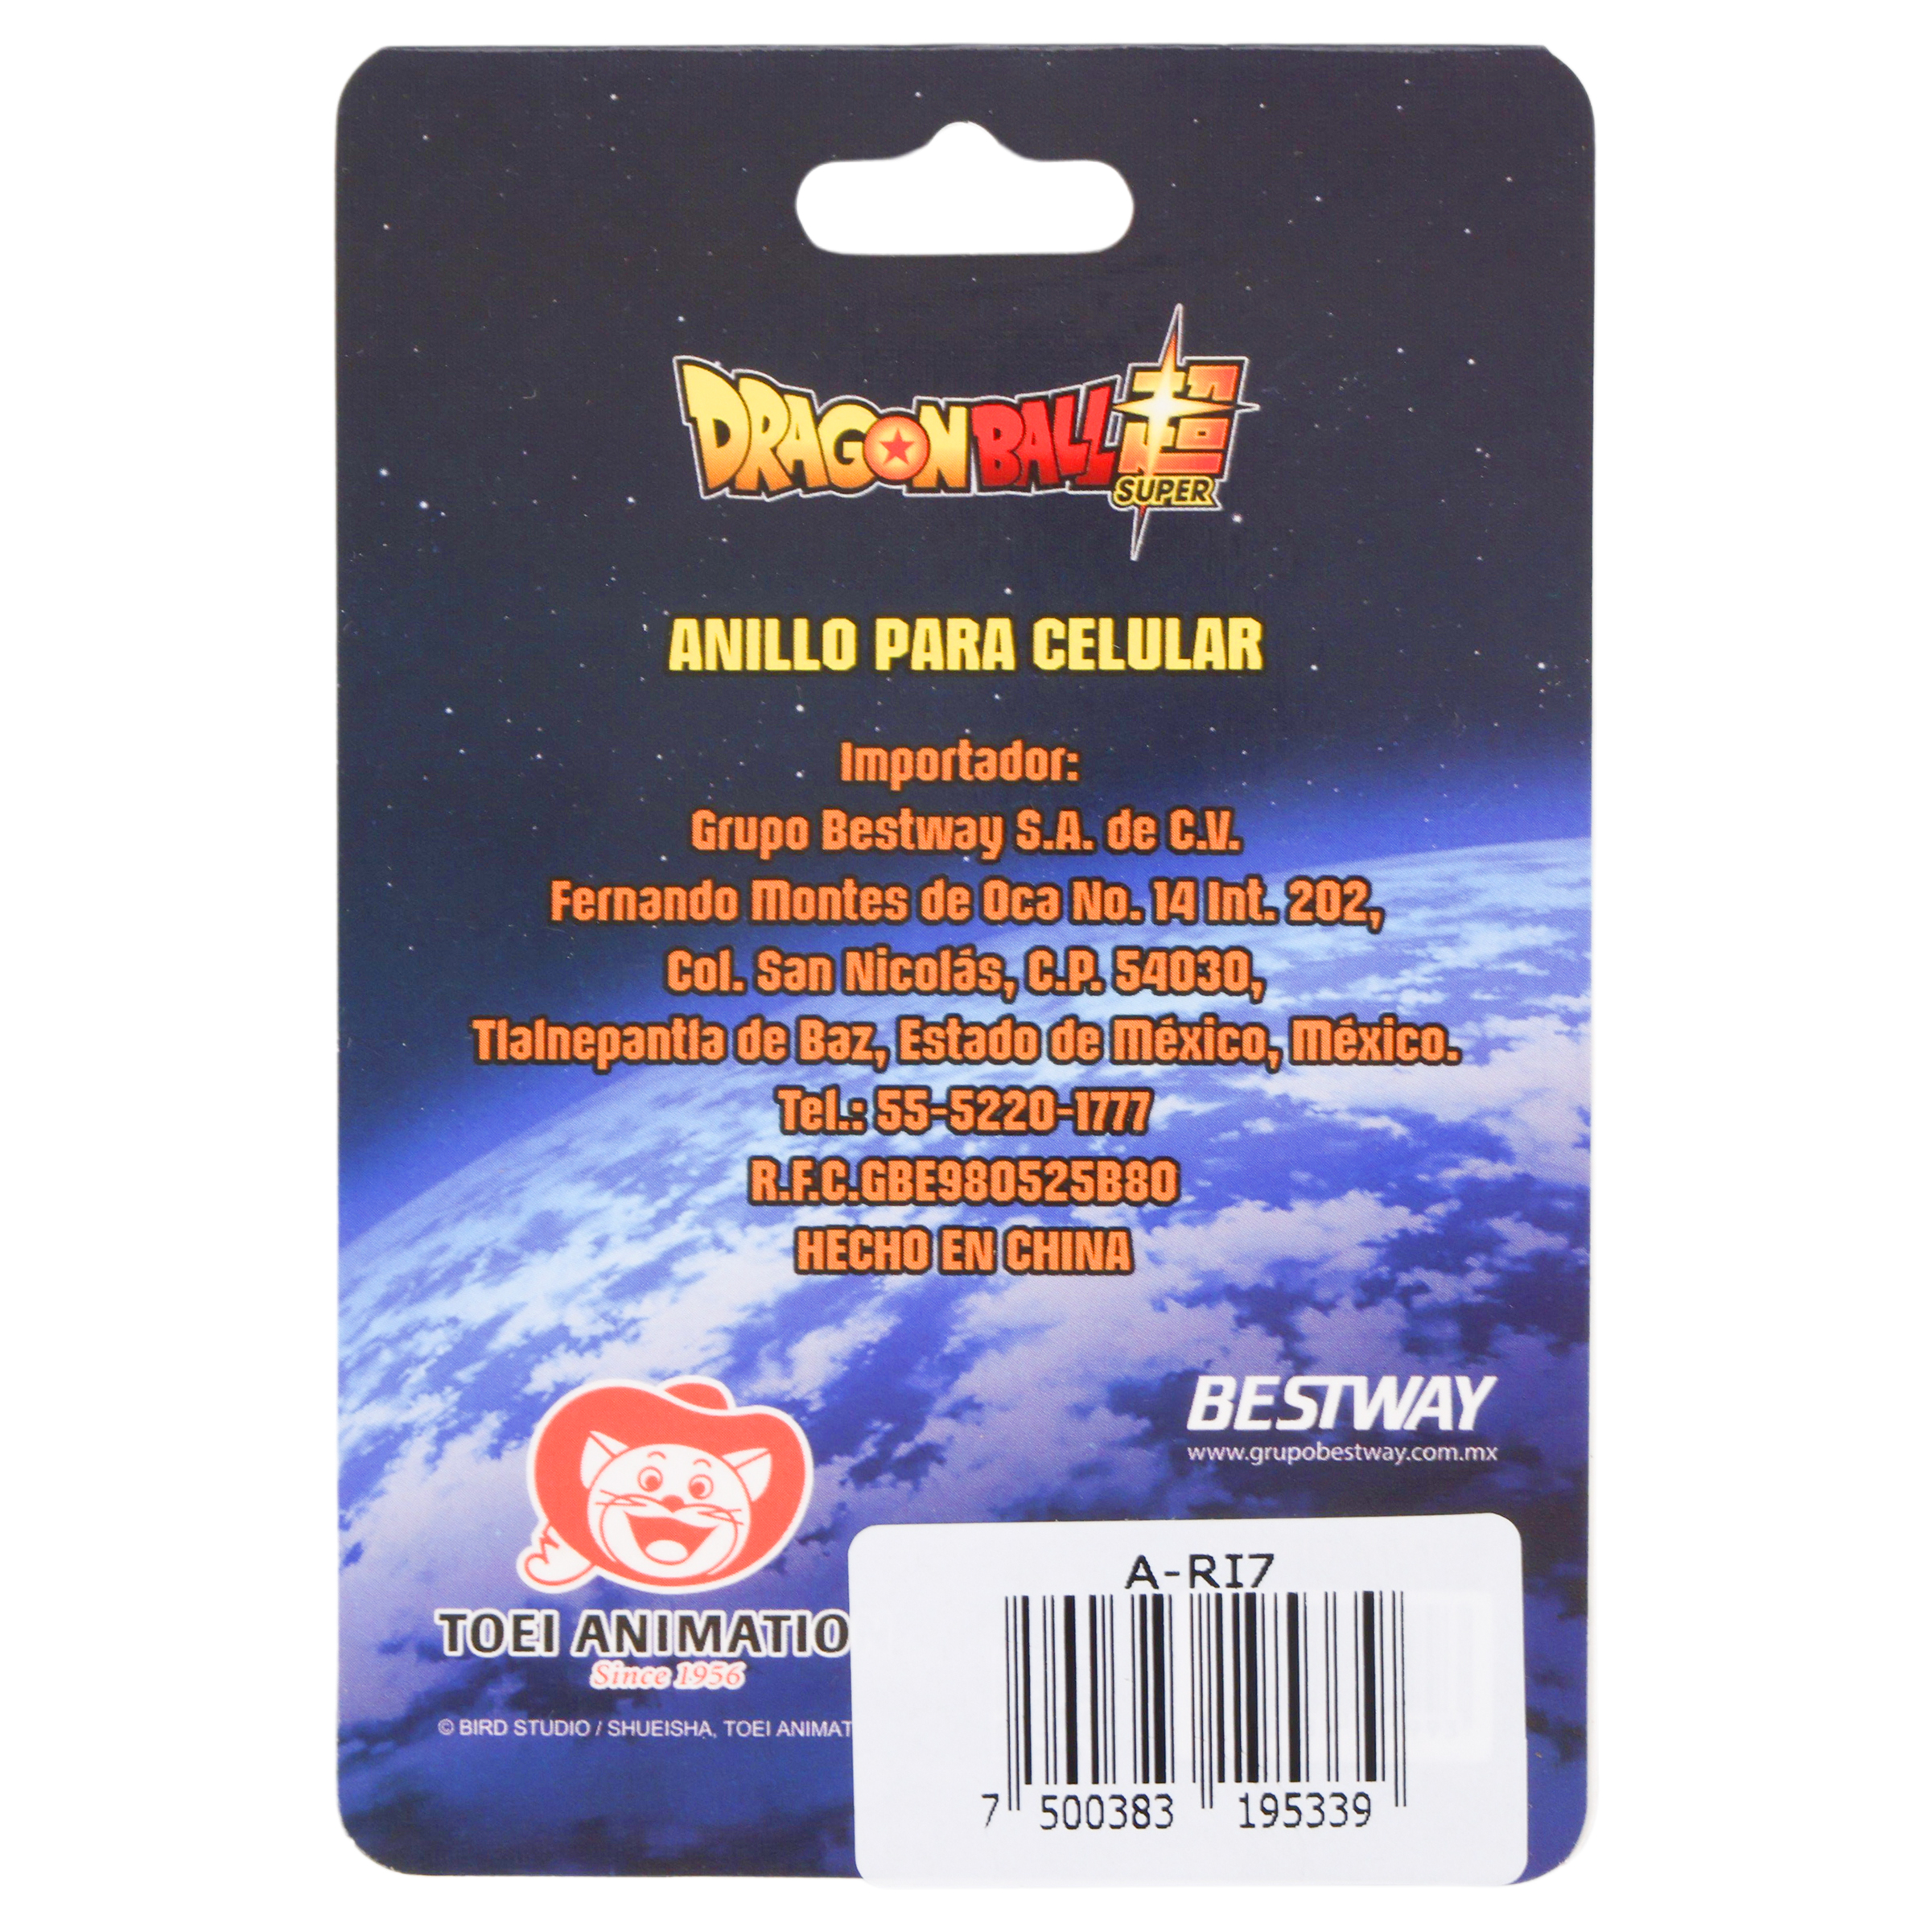 DRAGON BALL 超
SUPER
ANILLO PARA CELULAR
Importador:
Grupo Bestway S.A. de C.V.
Fernando Montes de Oca No. 14 Int. 202,
Col. San Nicolás, C.P. 54030,
Tlalnepantla de Baz, Estado de México, México.
Tel.: 55-5220-1777
R.F.C.GBE980525B80
HECHO EN CHINA
BESTWAY
www.grupobestway.com.mx
TOEI ANIMATIO
Since 1956
© BIRD STUDIO / SHUEISHA, TOEI ANIMAT
A-RI7
7 500383 195339